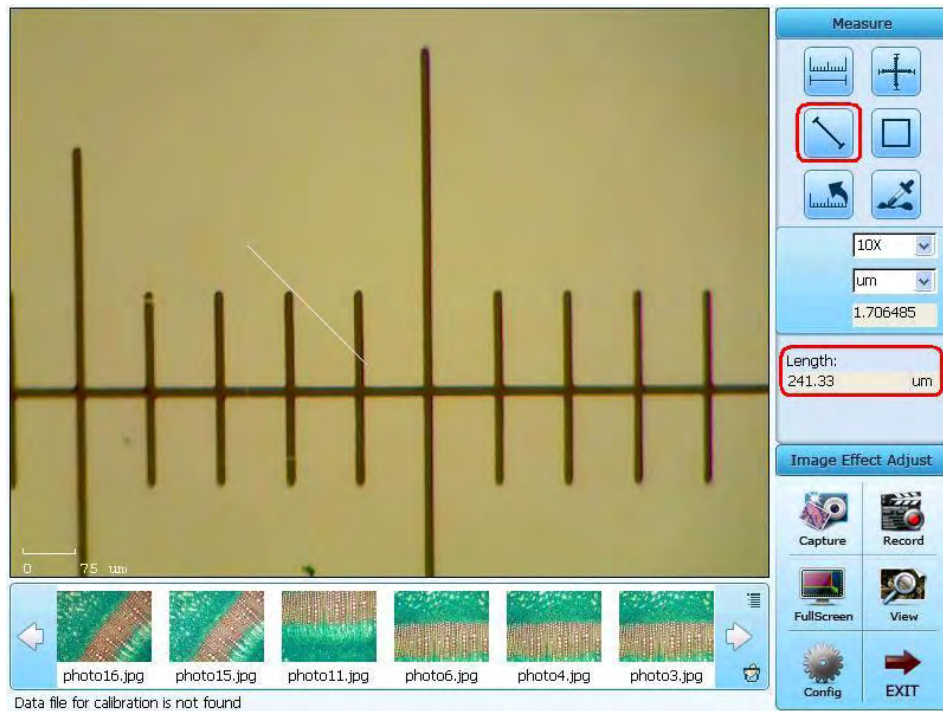 Measure
10X
um
1.706485
Length:
241.33 um
Image Effect Adjust
Capture Record
FullScreen View
Config EXIT
0 75 um
photo16.jpg photo15.jpg photo11.jpg photo6.jpg photo4.jpg photo3.jpg
Data file for calibration is not found